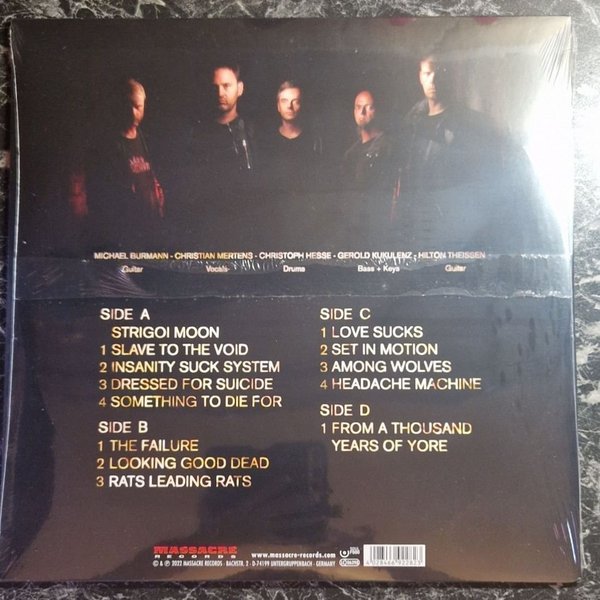 MICHAEL BURMANN - CHRISTIAN MERTENS - CHRISTOPH HESSE - GEROLD KUKULENZ - HILTON THEISSEN
Guitar Vocals Drums Bass + Keys Guitar
SIDE A
STRIGOI MOON
1 SLAVE TO THE VOID
2 INSANITY SUCK SYSTEM
3 DRESSED FOR SUICIDE
4 SOMETHING TO DIE FOR
SIDE B
1 THE FAILURE
2 LOOKING GOOD DEAD
3 RATS LEADING RATS
SIDE C
1 LOVE SUCKS
2 SET IN MOTION
3 AMONG WOLVES
4 HEADACHE MACHINE
SIDE D
1 FROM A THOUSAND
YEARS OF YORE
MASSACRE
RECORDS
www.massacre-records.com
© & ℗ 2022 MASSACRE RECORDS - BACHSTR. 2 - D-74199 UNTERGRUPPENBACH - GERMANY